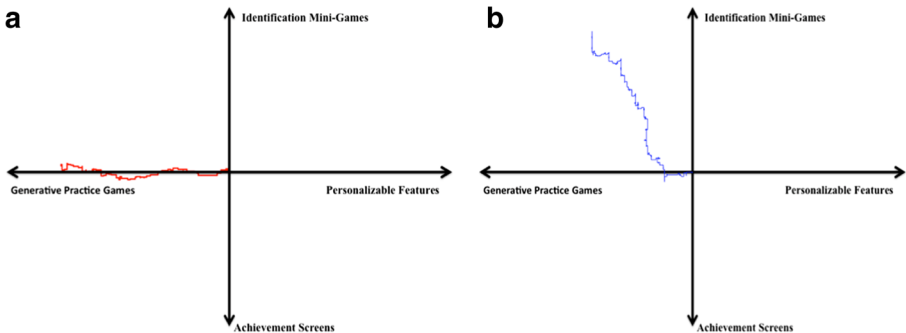 a
Identification Mini-Games
Generative Practice Games
Personalizable Features
Achievement Screens
b
Identification Mini-Games
Generative Practice Games
Personalizable Features
Achievement Screens